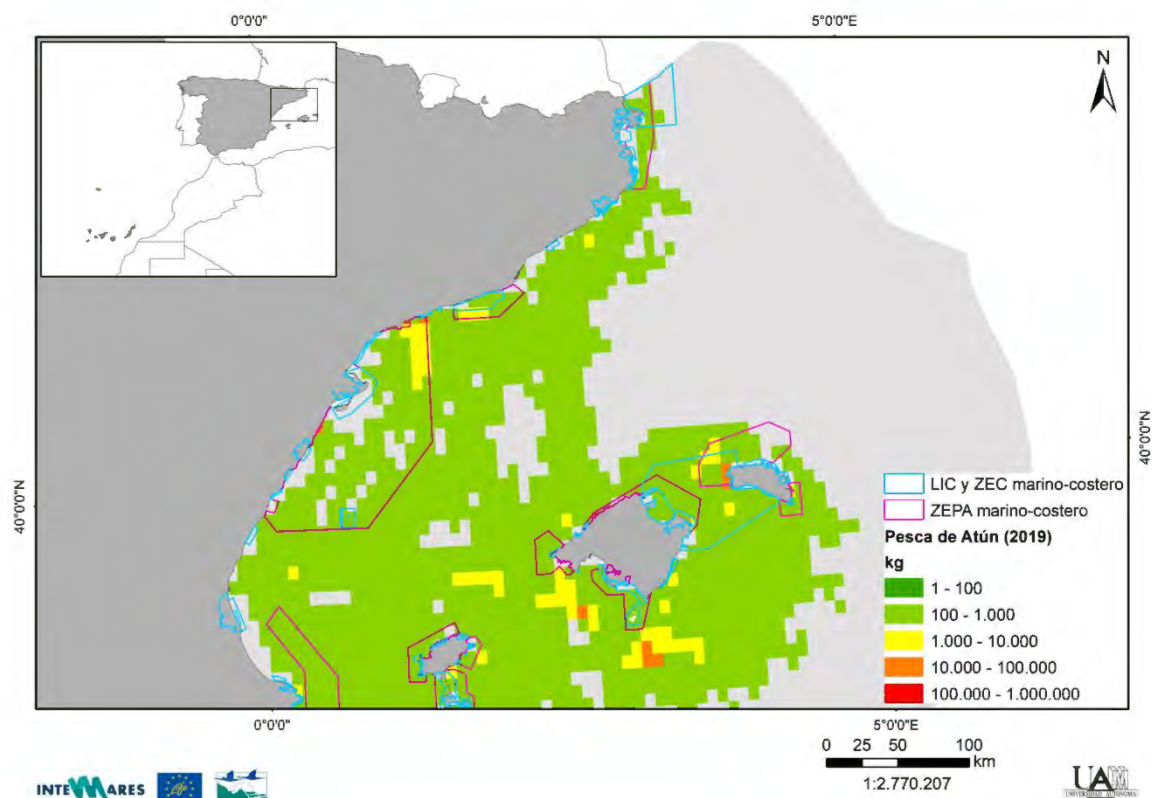 0°0'0"
5°0'0"E
N
40°0'0"N
40°0'0"N
LIC y ZEC marino-costero
ZEPA marino-costero
Pesca de Atún (2019)
kg
1 - 100
100 - 1.000
1.000 - 10.000
10.000 - 100.000
100.000 - 1.000.000
0°0'0"
5°0'0"E
0 25 50 100
km
1:2.770.207
INTEMARES
UAM
UNIVERSIDAD AUTONOMA